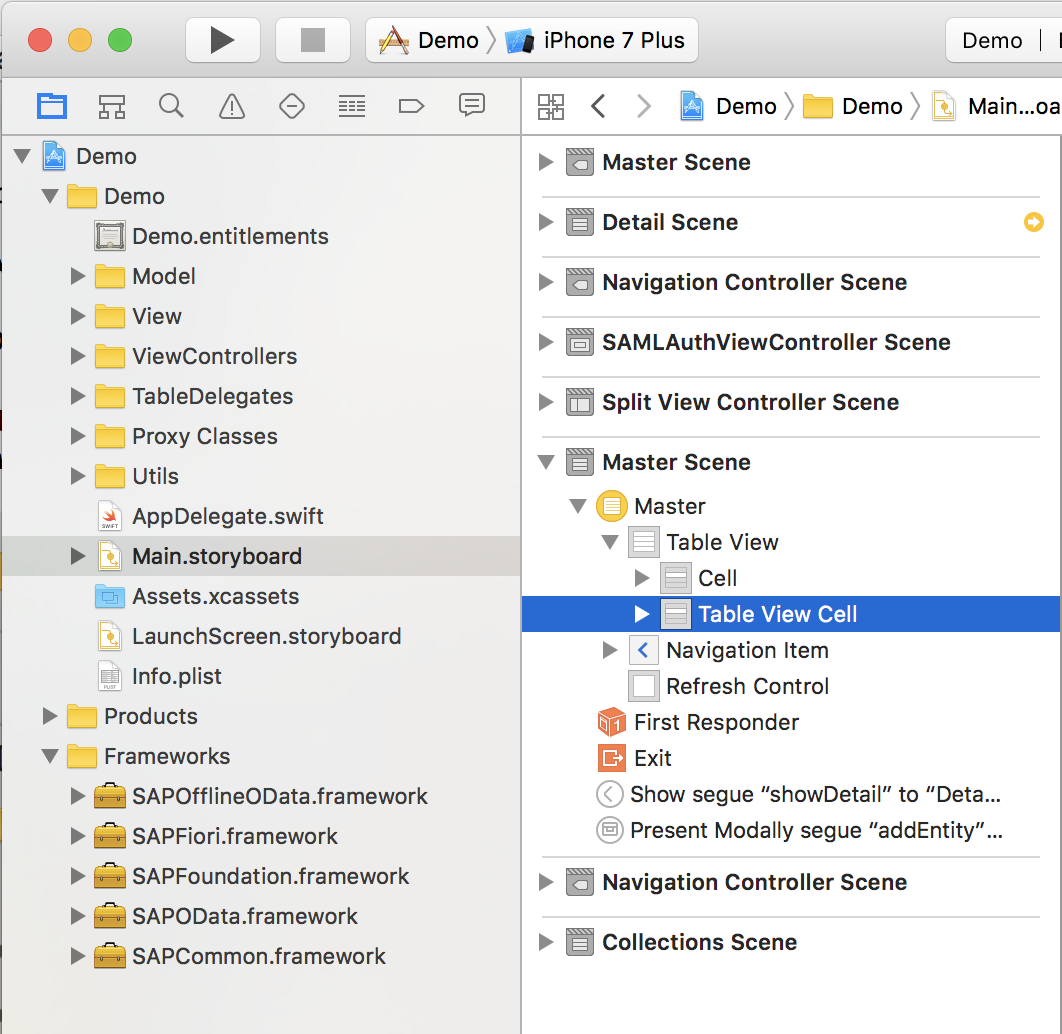 Demo iPhone 7 Plus Demo
Demo Demo Main...oa
Demo
Demo
Demo.entitlements
Model
View
ViewControllers
TableDelegates
Proxy Classes
Utils
AppDelegate.swift
Main.storyboard
Assets.xcassets
LaunchScreen.storyboard
Info.plist
Products
Frameworks
SAPOfflineOData.framework
SAPFiori.framework
SAPFoundation.framework
SAPOData.framework
SAPCommon.framework
Master Scene
Detail Scene
Navigation Controller Scene
SAMLAuthViewController Scene
Split View Controller Scene
Master Scene
Master
Table View
Cell
Table View Cell
Navigation Item
Refresh Control
First Responder
Exit
Show segue “showDetail” to “Deta...
Present Modally segue “addEntity”...
Navigation Controller Scene
Collections Scene